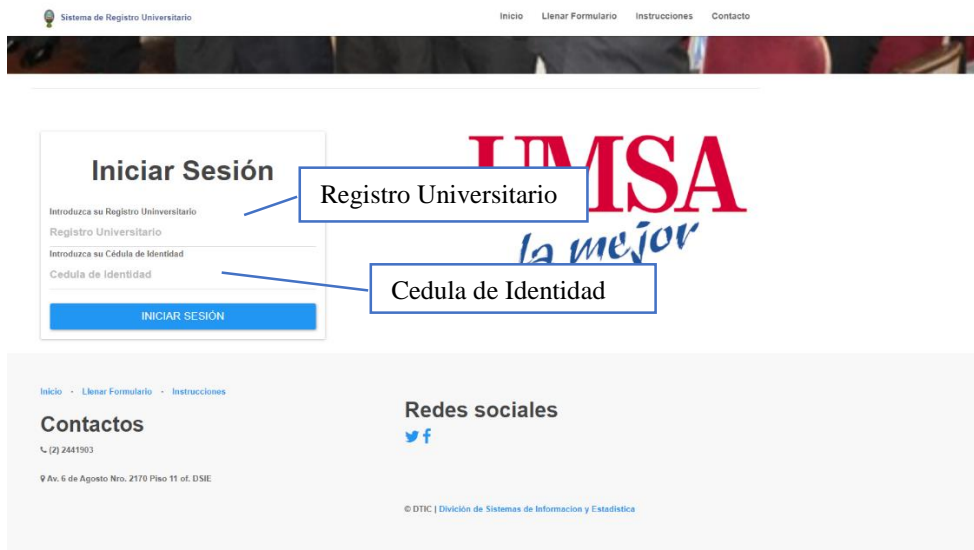 Sistema de Registro Universitario
Inicio Llenar Formulario Instrucciones Contacto
UMSA
la mejor
Iniciar Sesión
Registro Universitario
Introduzca su Registro Uninversitario
Registro Universitario
Introduzca su Cédula de Identidad
Cedula de Identidad
Cedula de Identidad
INICIAR SESIÓN
Inicio - Llenar Formulario - Instrucciones
Contactos
(2) 2441903
Av. 6 de Agosto Nro. 2170 Piso 11 of. DSIE
Redes sociales
© DTIC | División de Sistemas de Informacion y Estadística